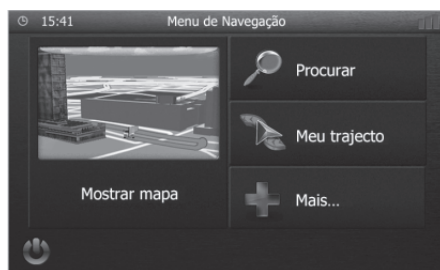 15:41 Menu de Navegação
Procurar
Meu trajecto
Mostrar mapa
Mais...